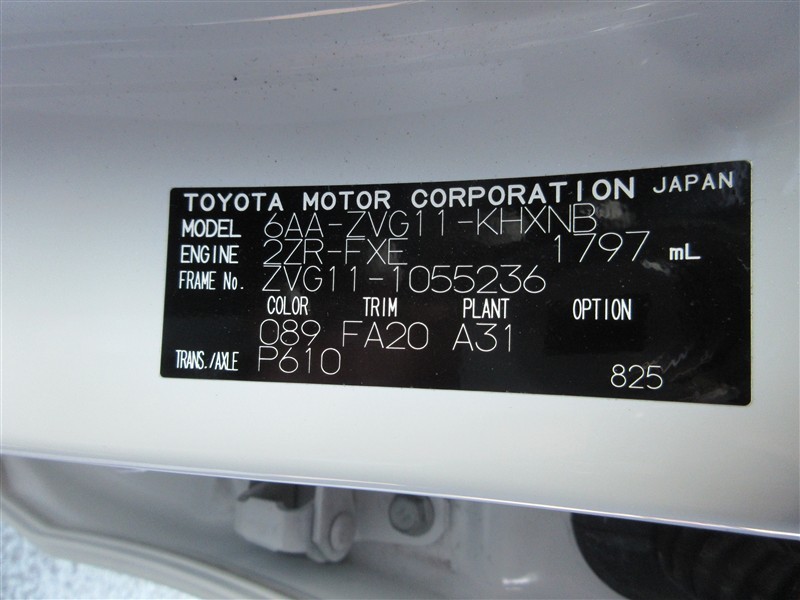 TOYOTA MOTOR CORPORATION JAPAN
MODEL 6AA-ZVG11-KHXNB
ENGINE 2ZR-FXE 1797 mL
FRAME No. ZVG11-1055236
COLOR TRIM PLANT OPTION
089 FA20 A31
TRANS./AXLE P610
825